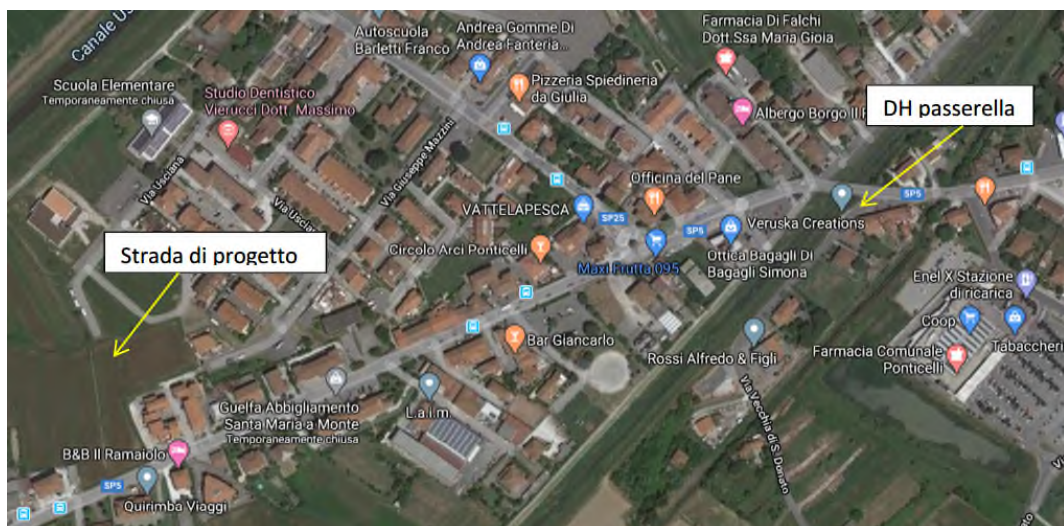 Canale Us
Autoscuola
Barletti Franco
Andrea Gomme Di
Andrea Fanteria...
Farmacia Di Falchi
Dott.Ssa Maria Gioia
Scuola Elementare
Temporaneamente chiusa
Studio Dentistico
Vierucci Dott. Massimo
Pizzeria Spiedineria
da Giulia
Albergo Borgo II
DH passerella
Via Usciana
Via Giuseppe Mazzini
Via Uscian
Officina del Pane
VATTELAPESCA
SP25
SP5
SP5
Veruska Creations
Strada di progetto
Circolo Arci Ponticelli
Maxi Frutta 095
Ottica Bagagli Di
Bagagli Simona
Enel X Stazione
di ricarica
Coop
Tabaccheri
Farmacia Comunale
Ponticelli
Bar Giancarlo
Rossi Alfredo & Figli
Via Vecchia di S. Donato
Guelfa Abbigliamento
Santa Maria a Monte
Temporaneamente chiusa
L.a.i.m.
B&B Il Ramaiolo
SP5
Quirimba Viaggi